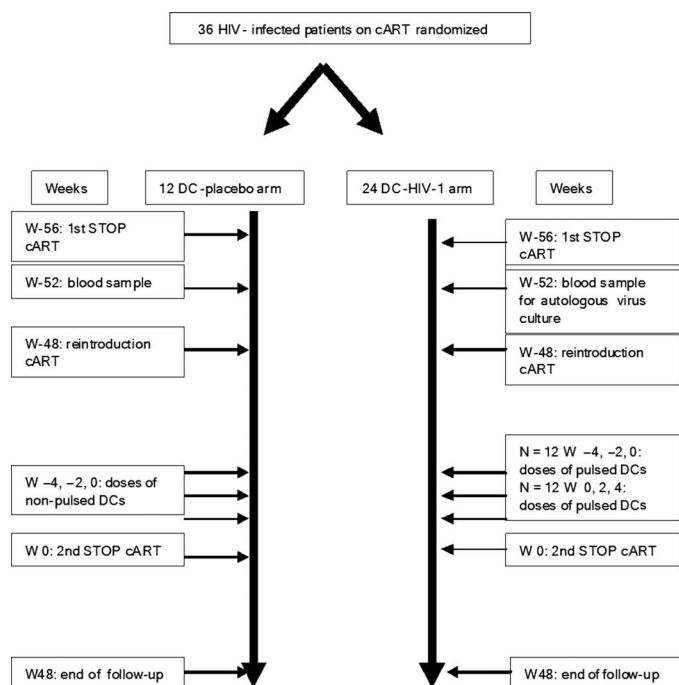 36 HIV - infected patients on cART randomized
Weeks
12 DC-placebo arm
24 DC-HIV-1 arm
Weeks
W-56: 1st STOP
cART
W-52: blood sample
W-48: reintroduction
cART
W –4, –2, 0: doses of
non-pulsed DCs
W 0: 2nd STOP cART
W48: end of follow-up
W-56: 1st STOP
cART
W-52: blood sample
for autologous virus
culture
W-48: reintroduction
cART
N = 12 W –4, –2, 0:
doses of pulsed DCs
N = 12 W 0, 2, 4:
doses of pulsed DCs
W 0: 2nd STOP cART
W48: end of follow-up